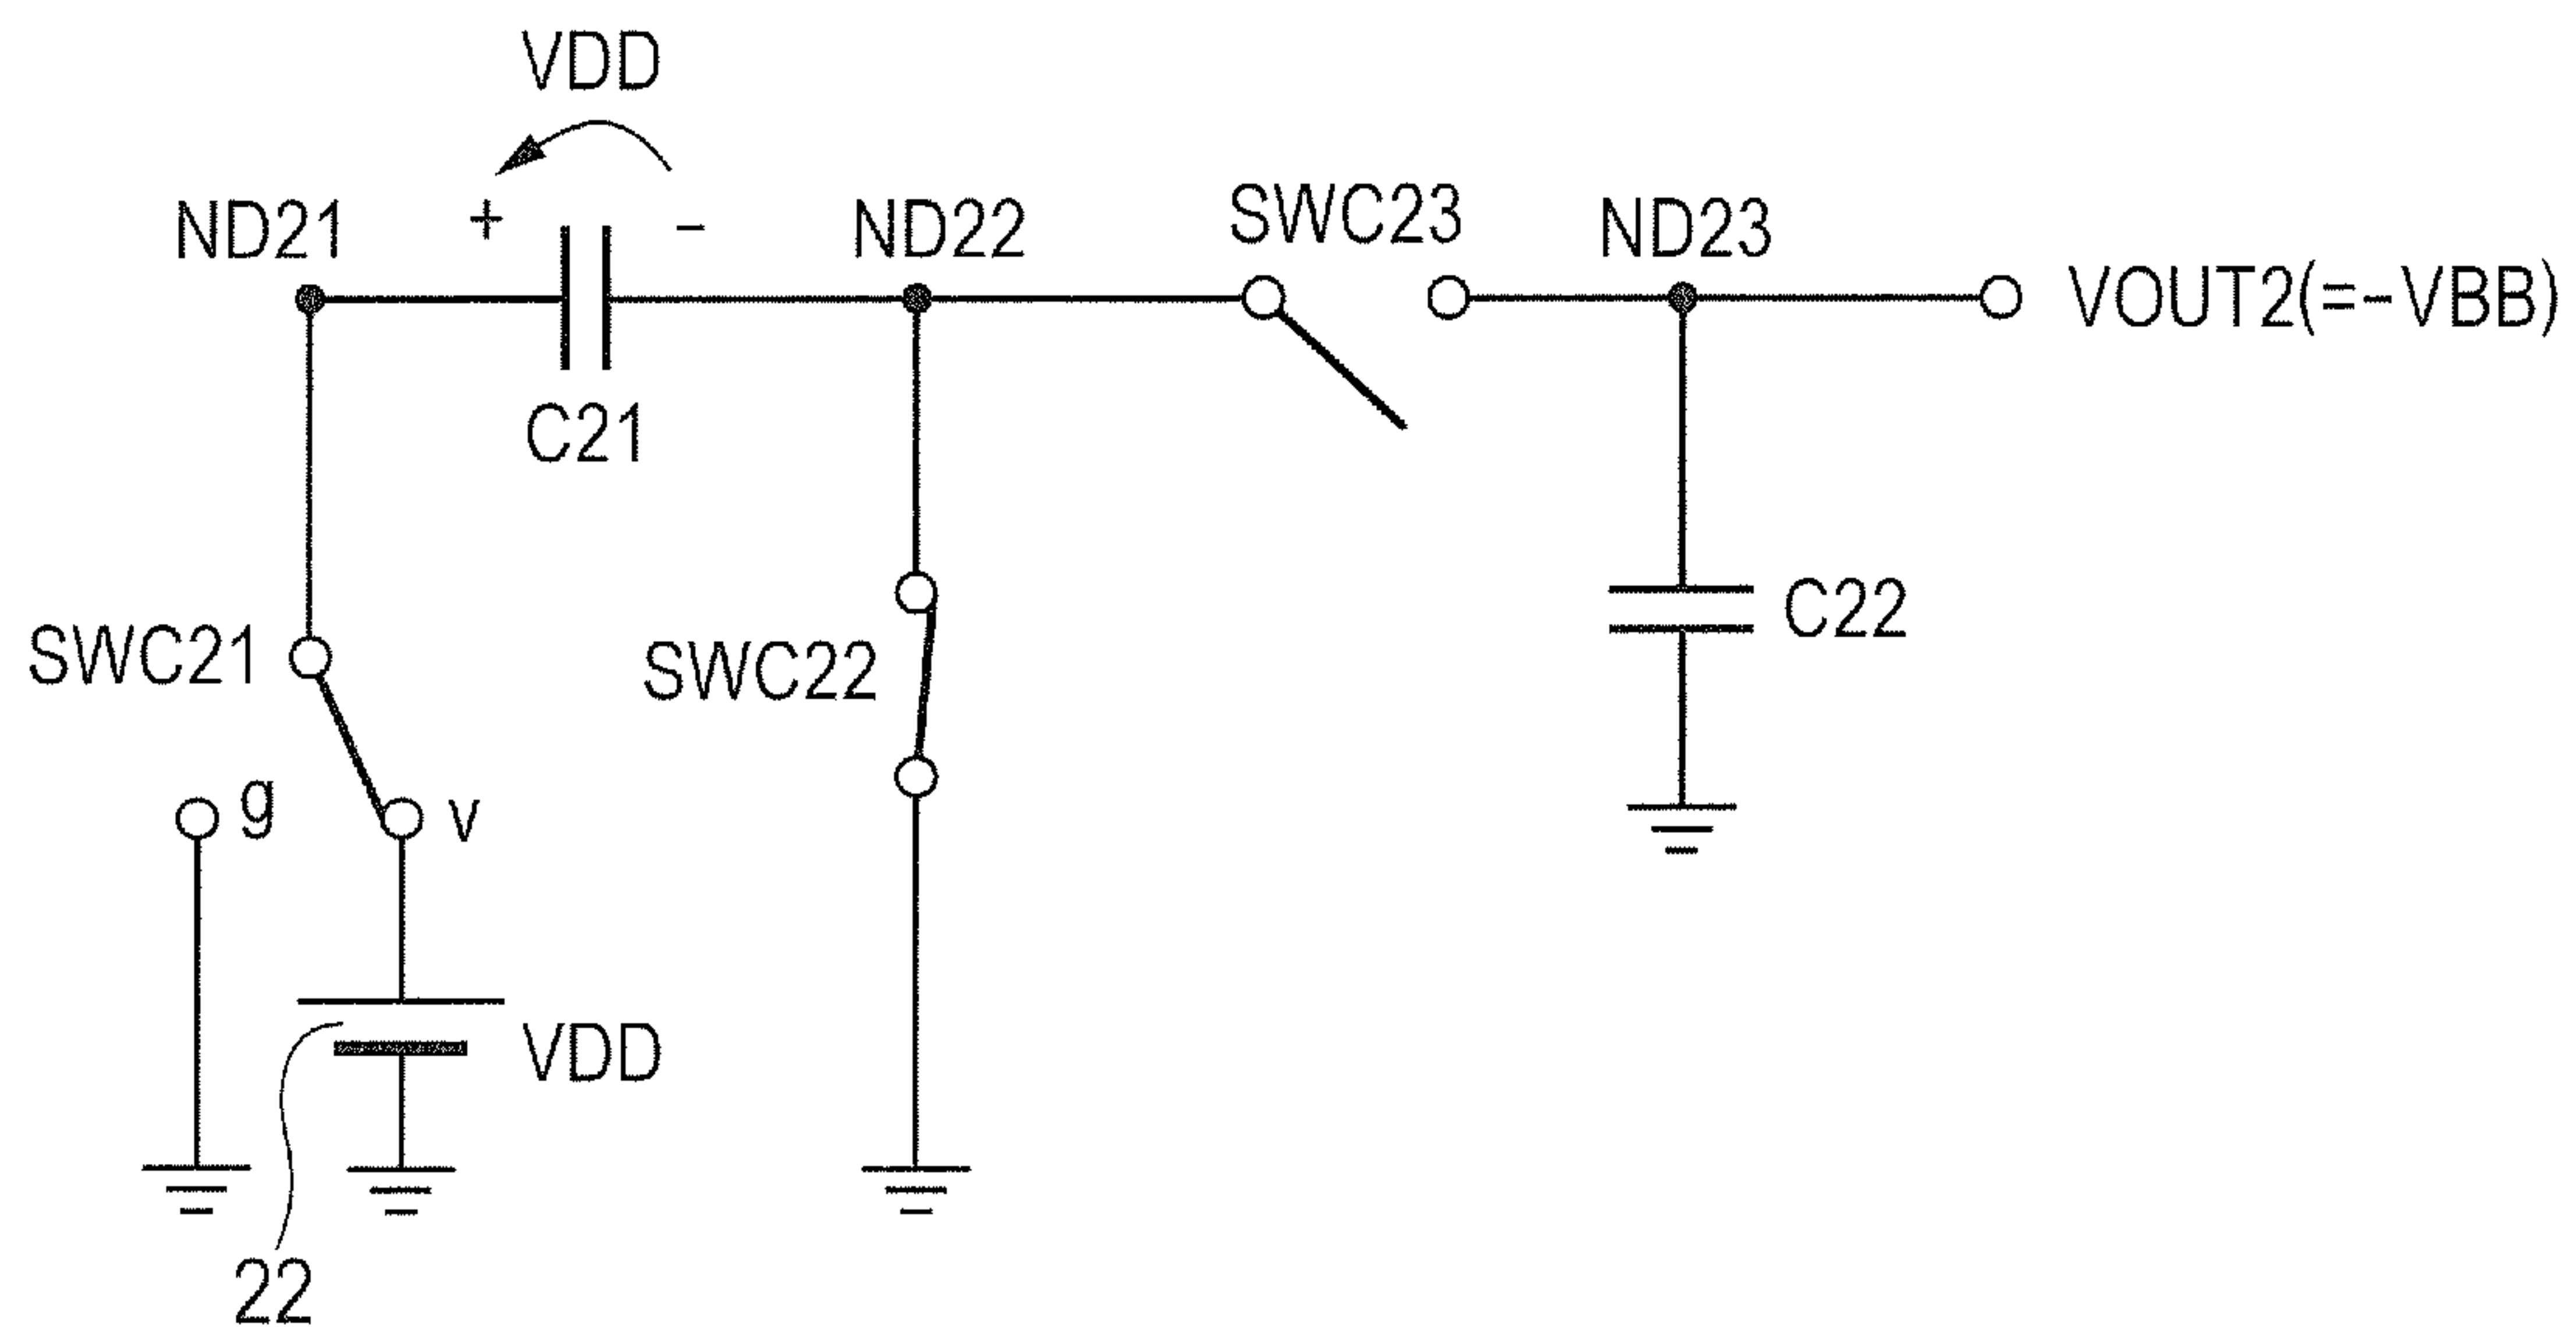 VDD
ND21
+
-
ND22
SWC23
ND23
VOUT2(=-VBB)
C21
C22
SWC21
SWC22
g
v
VDD
22